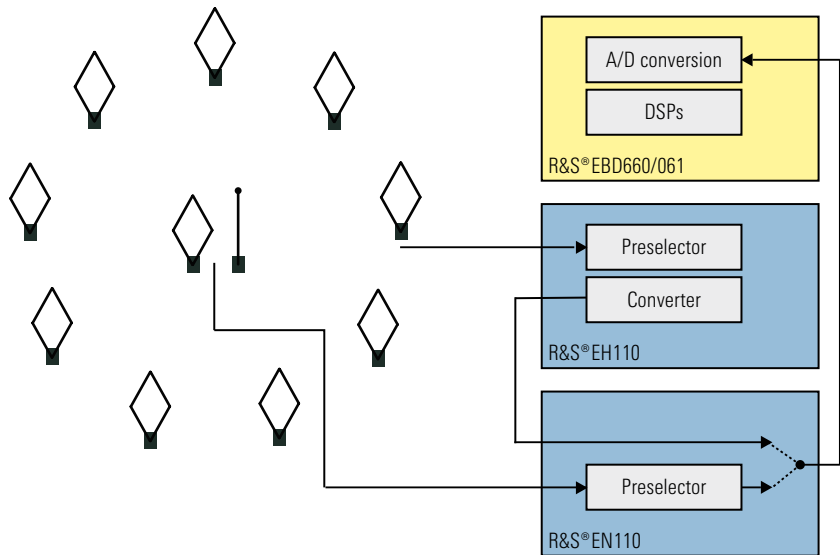 A/D conversion
DSPs
R&S®EBD660/061
Preselector
Converter
R&S®EH110
Preselector
R&S®EN110